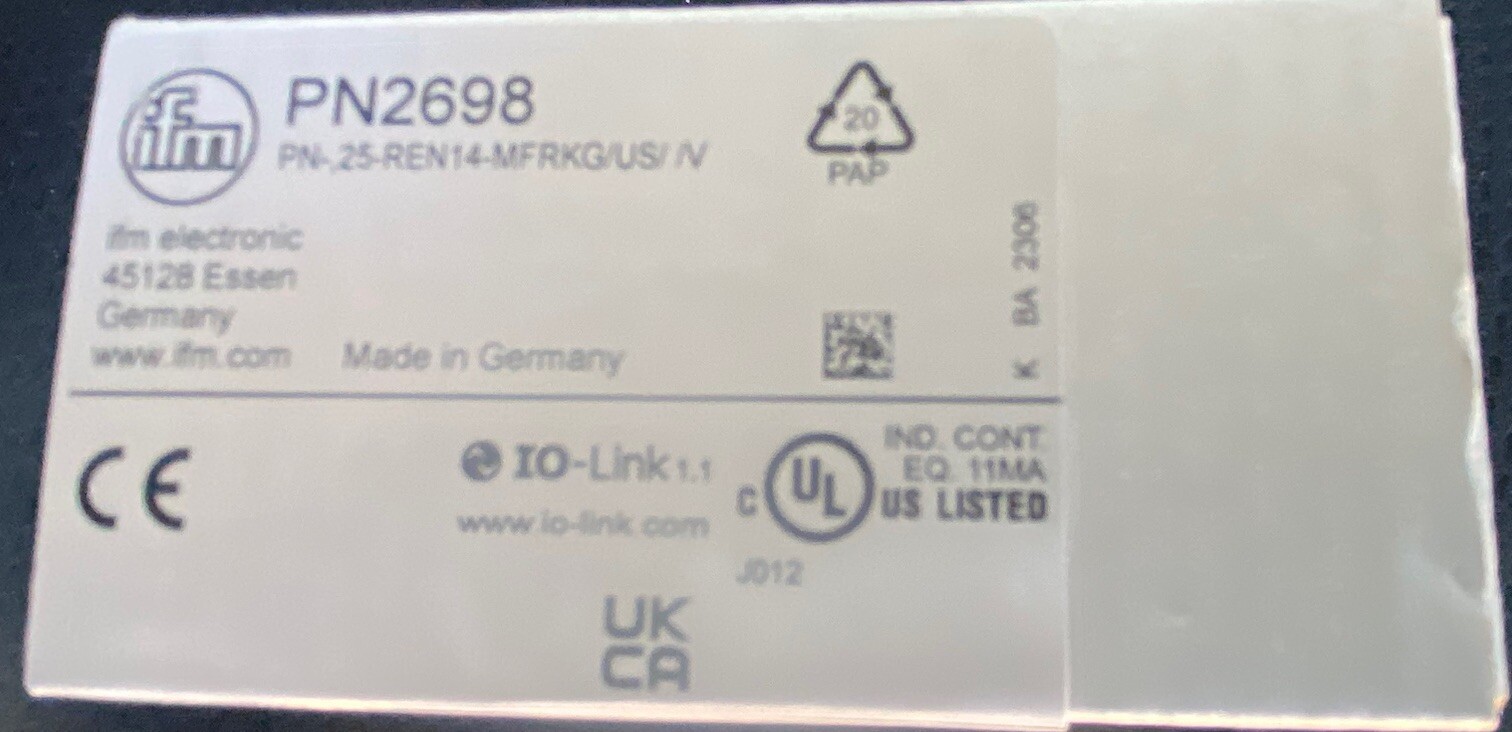 ifm
PN2698
PN-,25-REN14-MFRKG/US/ /V
20
PAP
ifm electronic
45128 Essen
Germany
www.ifm.com
Made in Germany
K BA 2306
CE
IO-Link 1.1
www.io-link.com
C UL US LISTED
IND. CONT.
EQ. 11MA
J012
UK
CA